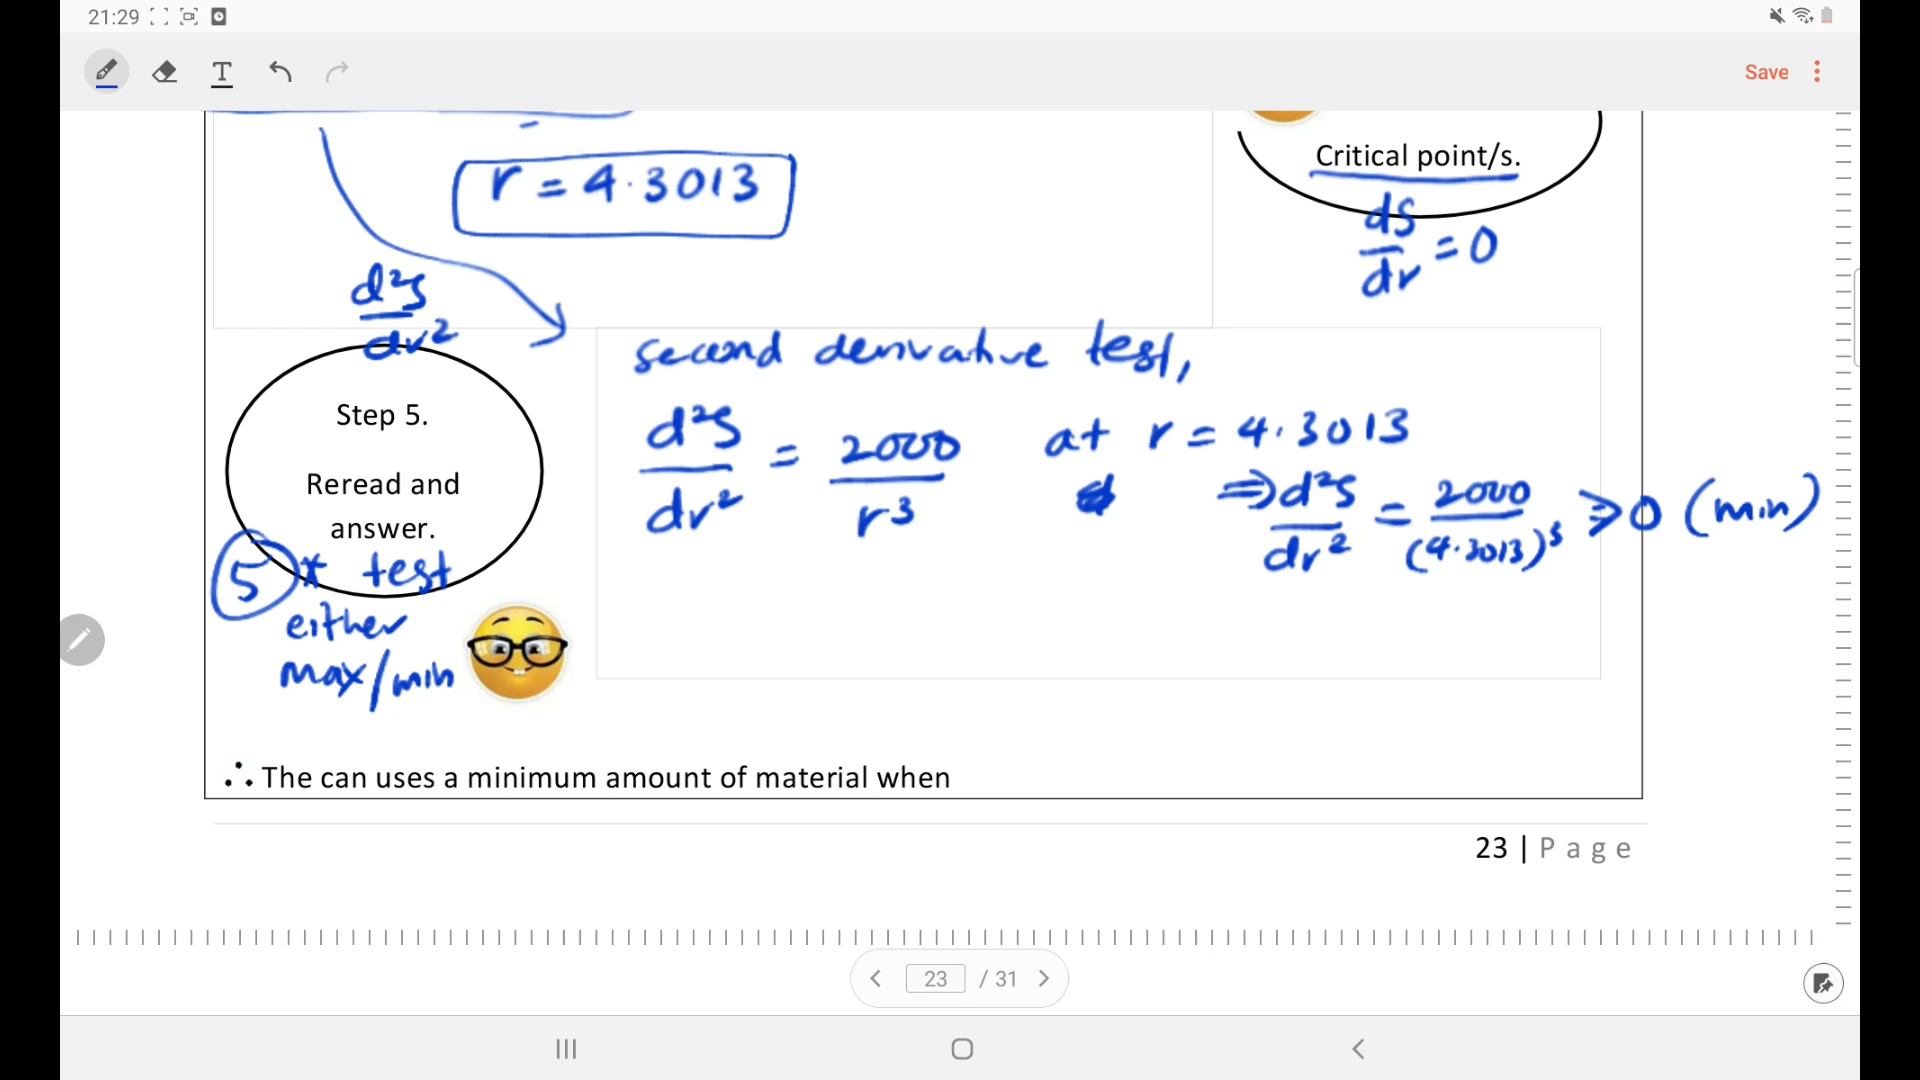 21:29
T
Save
r = 4.3013
Critical point/s.
dS/dr = 0
d²S/dr²
second derivative test,
Step 5.
Reread and
answer.
d²S/dr² = 2000/r³ at r = 4.3013
⇒ d²S/dr² = 2000/(4.3013)³ > 0 (min)
5 * test
either
max/min
∴ The can uses a minimum amount of material when
23 | Page
23 / 31